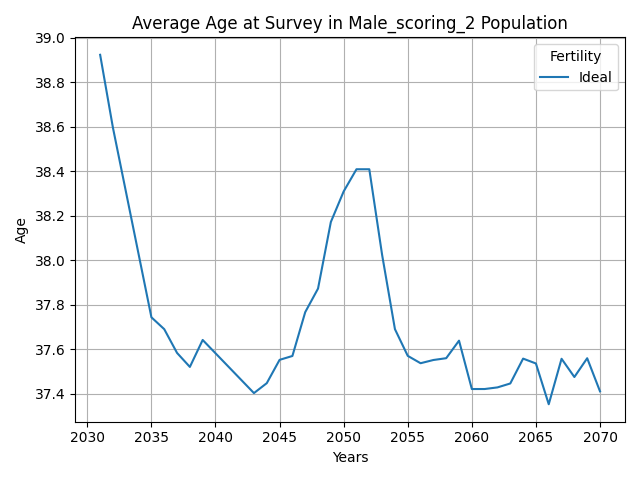 Average Age at Survey in Male_scoring_2 Population
Fertility
Ideal
Age
39.0
38.8
38.6
38.4
38.2
38.0
37.8
37.6
37.4
2030 2035 2040 2045 2050 2055 2060 2065 2070
Years